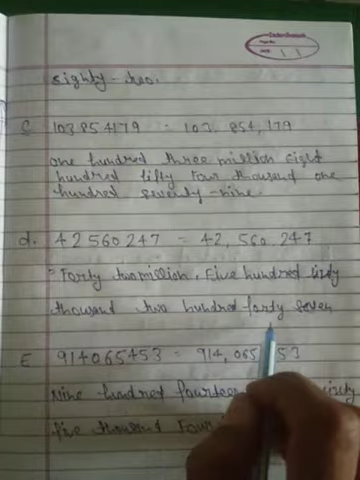 eighty-two.
c 103854179 = 103, 854, 179
one hundred three million eight
hundred fifty four thousand one
hundred seventy-nine.
d. 42560247 = 42, 560, 247
= Forty two million, five hundred sixty
thousand two hundred forty seven
E 914065453 = 914, 065 53
Nine hundred fourteen sixty
five thousand Four